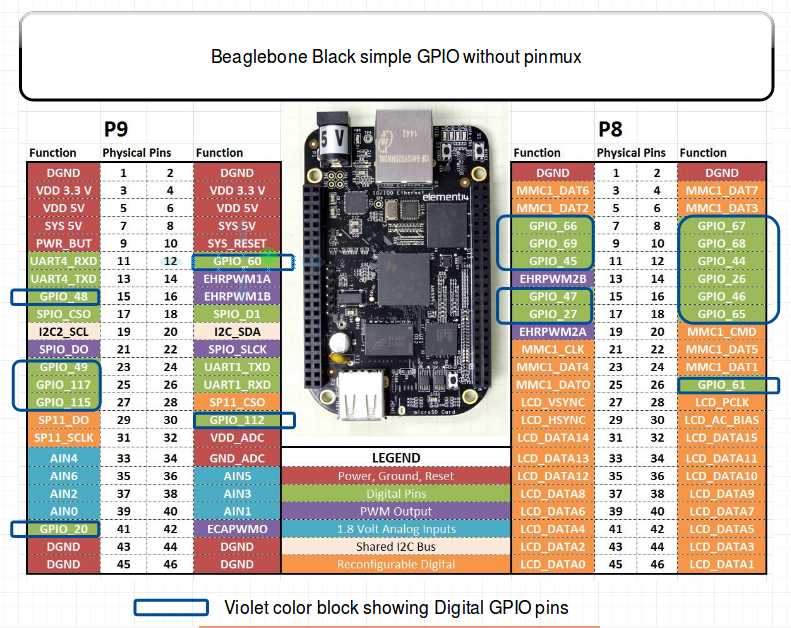 Beaglebone Black simple GPIO without pinmux
P9
P8
Function Physical Pins Function
Function Physical Pins Function
DGND 1 2 DGND
VDD 3.3 V 3 4 VDD 3.3 V
VDD 5V 5 6 VDD 5V
SYS 5V 7 8 SYS 5V
PWR_BUT 9 10 SYS_RESET
UART4_RXD 11 12 GPIO_60
UART4_TXD 13 14 EHRPWM1A
GPIO_48 15 16 EHRPWM1B
SPIO_CSO 17 18 SPIO_D1
I2C2_SCL 19 20 I2C_SDA
SPIO_DO 21 22 SPIO_SLCK
GPIO_49 23 24 UART1_TXD
GPIO_117 25 26 UART1_RXD
GPIO_115 27 28 SP11_CSO
SP11_DO 29 30 GPIO_112
SP11_SCLK 31 32 VDD_ADC
AIN4 33 34 GND_ADC
AIN6 35 36 AIN5
AIN2 37 38 AIN3
AIN0 39 40 AIN1
GPIO_20 41 42 ECAPWMO
DGND 43 44 DGND
DGND 45 46 DGND
5 V
1442
10/100 Ethernet
element14
microSD Card
LEGEND
Power, Ground, Reset
Digital Pins
PWM Output
1.8 Volt Analog Inputs
Shared I2C Bus
Reconfigurable Digital
DGND 1 2 DGND
MMC1_DAT6 3 4 MMC1_DAT7
MMC1_DAT2 5 6 MMC1_DAT3
GPIO_66 7 8 GPIO_67
GPIO_69 9 10 GPIO_68
GPIO_45 11 12 GPIO_44
EHRPWM2B 13 14 GPIO_26
GPIO_47 15 16 GPIO_46
GPIO_27 17 18 GPIO_65
EHRPWM2A 19 20 MMC1_CMD
MMC1_CLK 21 22 MMC1_DAT5
MMC1_DAT4 23 24 MMC1_DAT1
MMC1_DATO 25 26 GPIO_61
LCD_VSYNC 27 28 LCD_PCLK
LCD_HSYNC 29 30 LCD_AC_BIAS
LCD_DATA14 31 32 LCD_DATA15
LCD_DATA13 33 34 LCD_DATA11
LCD_DATA12 35 36 LCD_DATA10
LCD_DATA8 37 38 LCD_DATA9
LCD_DATA6 39 40 LCD_DATA7
LCD_DATA4 41 42 LCD_DATA5
LCD_DATA2 43 44 LCD_DATA3
LCD_DATA0 45 46 LCD_DATA1
Violet color block showing Digital GPIO pins